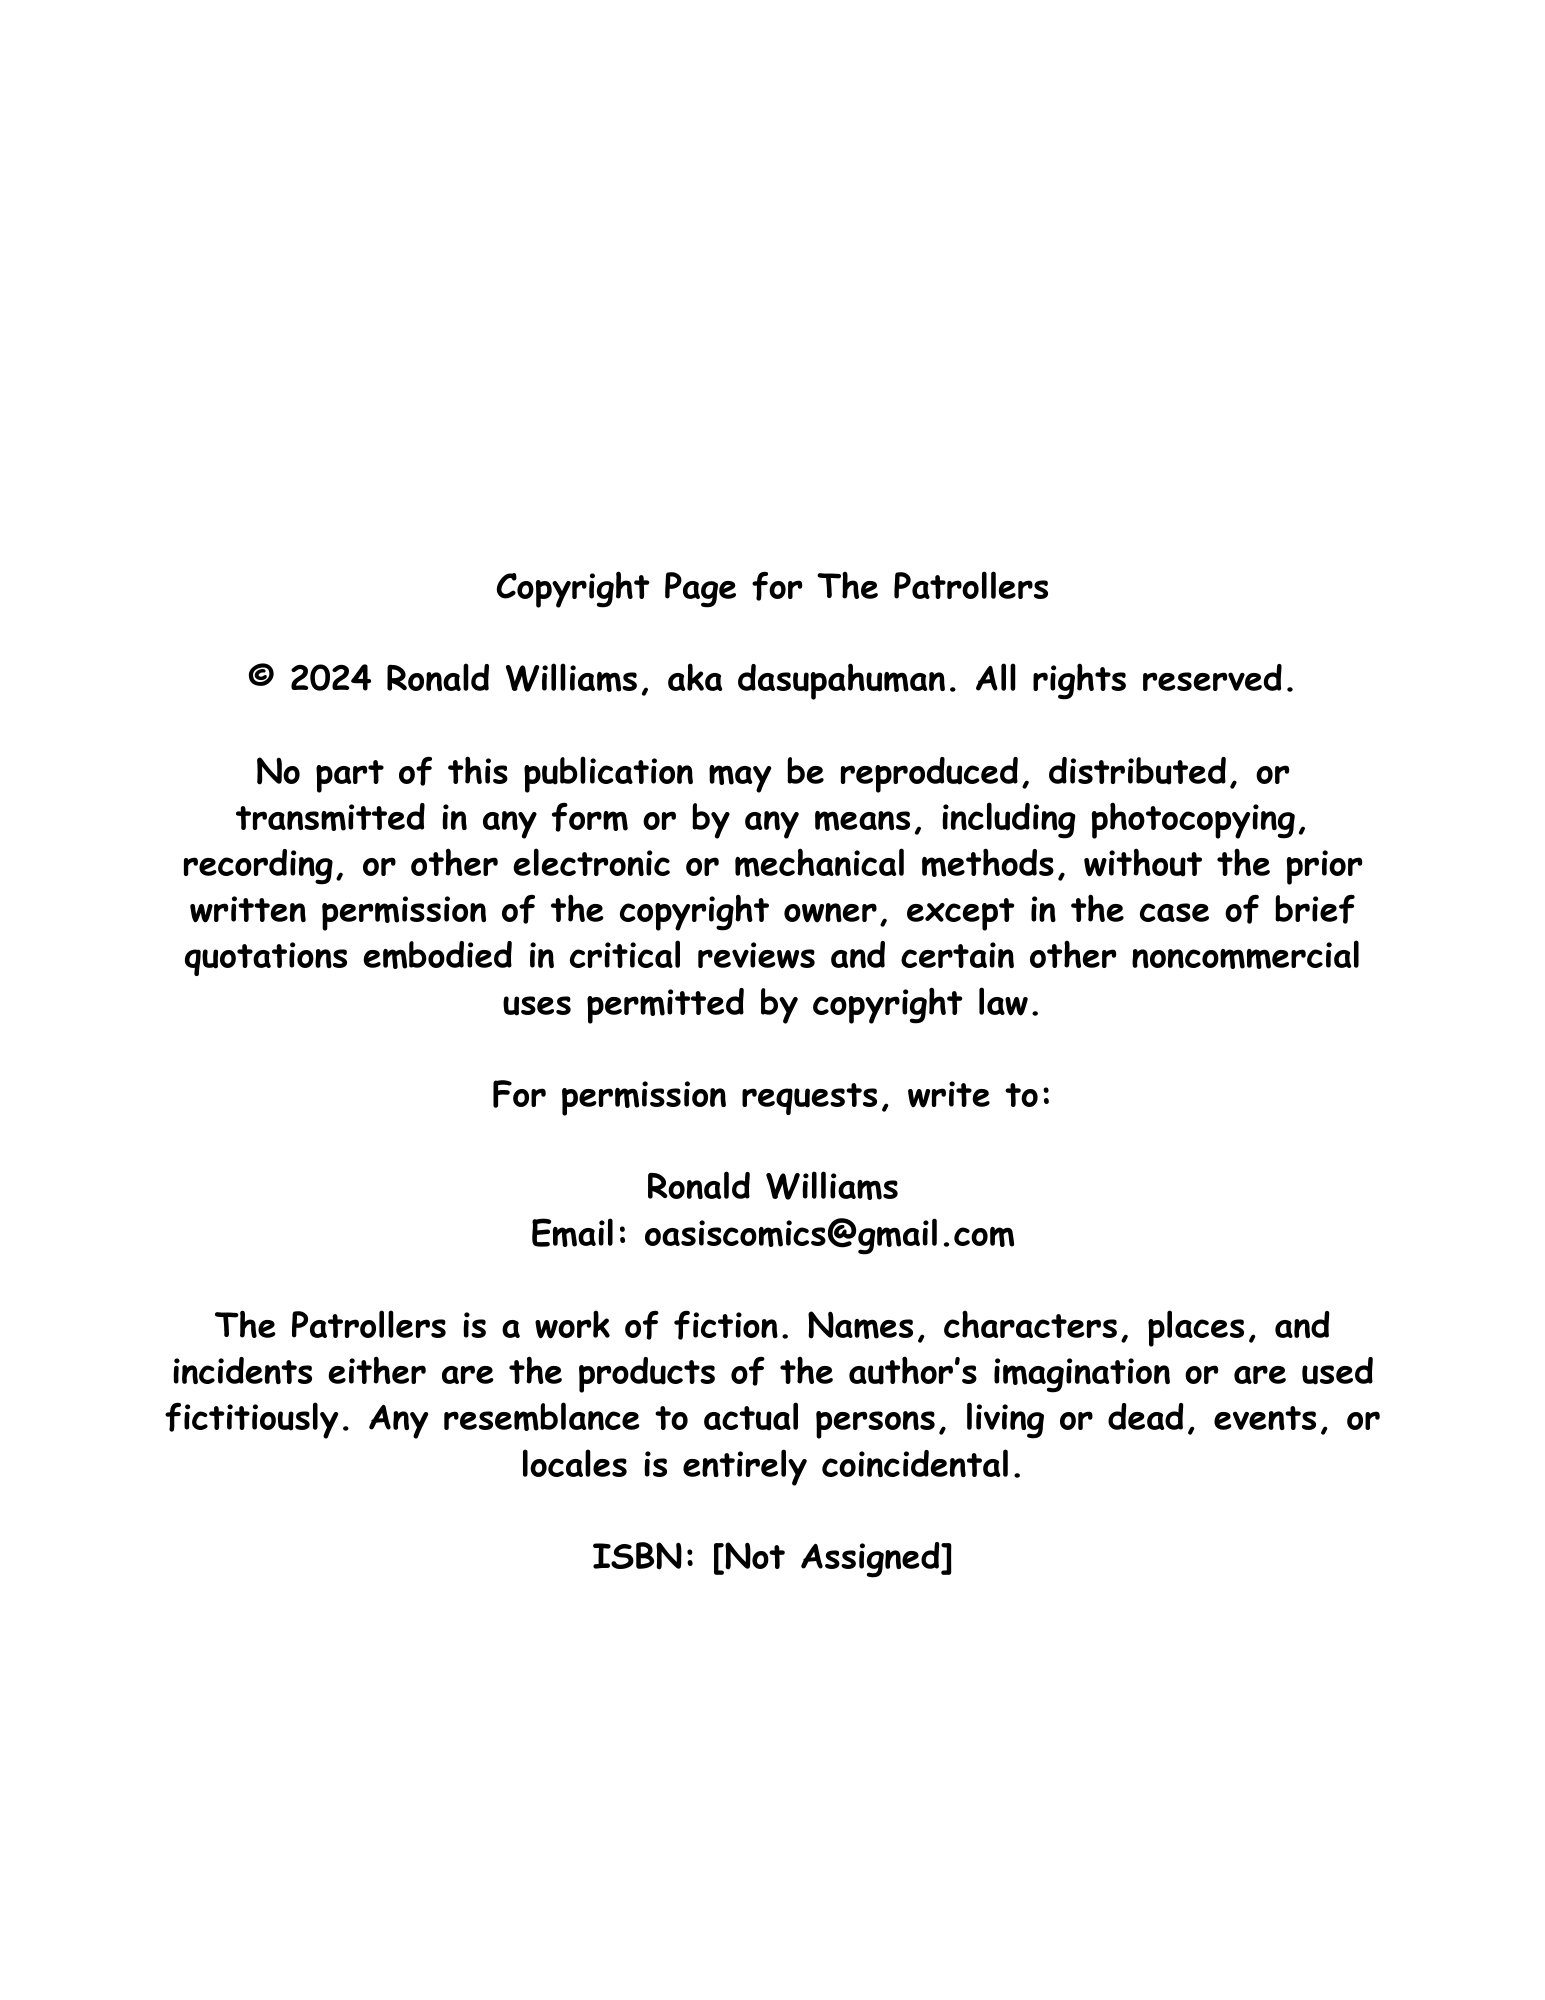 Copyright Page for The Patrollers
© 2024 Ronald Williams, aka dasupahuman. All rights reserved.
No part of this publication may be reproduced, distributed, or
transmitted in any form or by any means, including photocopying,
recording, or other electronic or mechanical methods, without the prior
written permission of the copyright owner, except in the case of brief
quotations embodied in critical reviews and certain other noncommercial
uses permitted by copyright law.
For permission requests, write to:
Ronald Williams
Email: oasiscomics@gmail.com
The Patrollers is a work of fiction. Names, characters, places, and
incidents either are the products of the author’s imagination or are used
fictitiously. Any resemblance to actual persons, living or dead, events, or
locales is entirely coincidental.
ISBN: [Not Assigned]